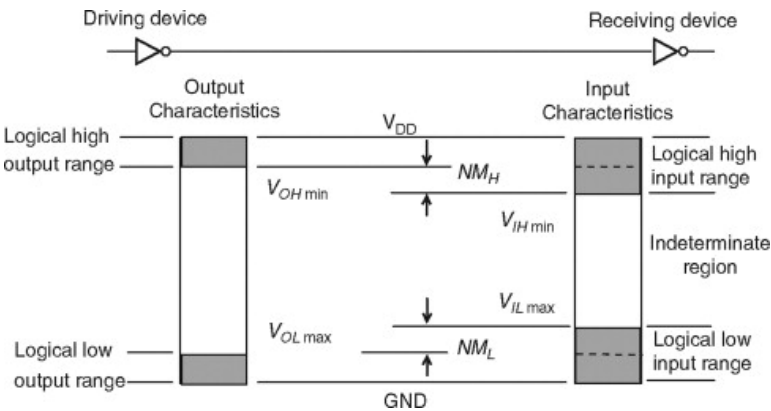 Driving device
Receiving device
Output
Characteristics
Input
Characteristics
V_DD
Logical high
output range
NM_H
Logical high
input range
V_OH min
V_IH min
Indeterminate
region
V_IL max
V_OL max
Logical low
output range
NM_L
Logical low
input range
GND